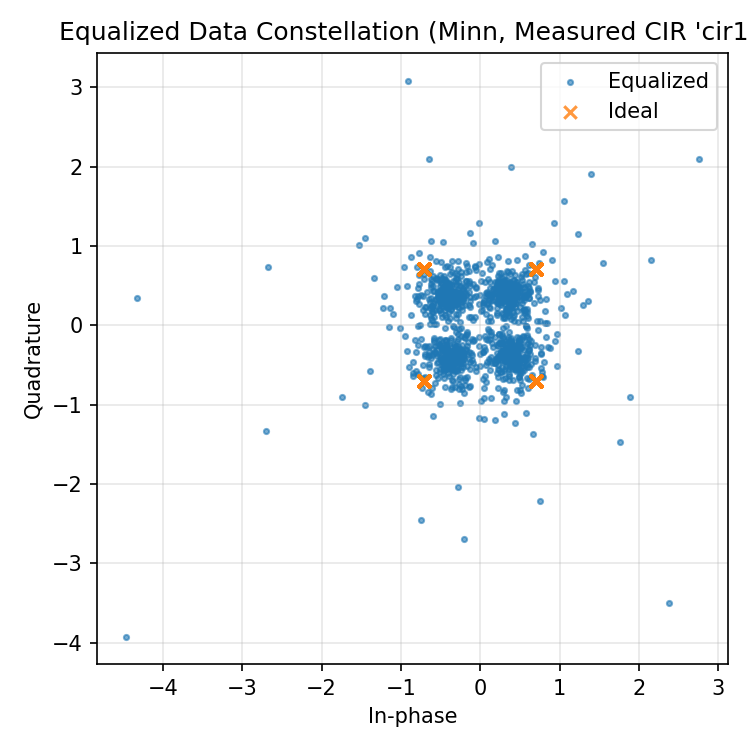 Equalized Data Constellation (Minn, Measured CIR 'cir1
Equalized
Ideal
3
2
1
0
−1
−2
−3
−4
Quadrature
−4 −3 −2 −1 0 1 2 3
In-phase